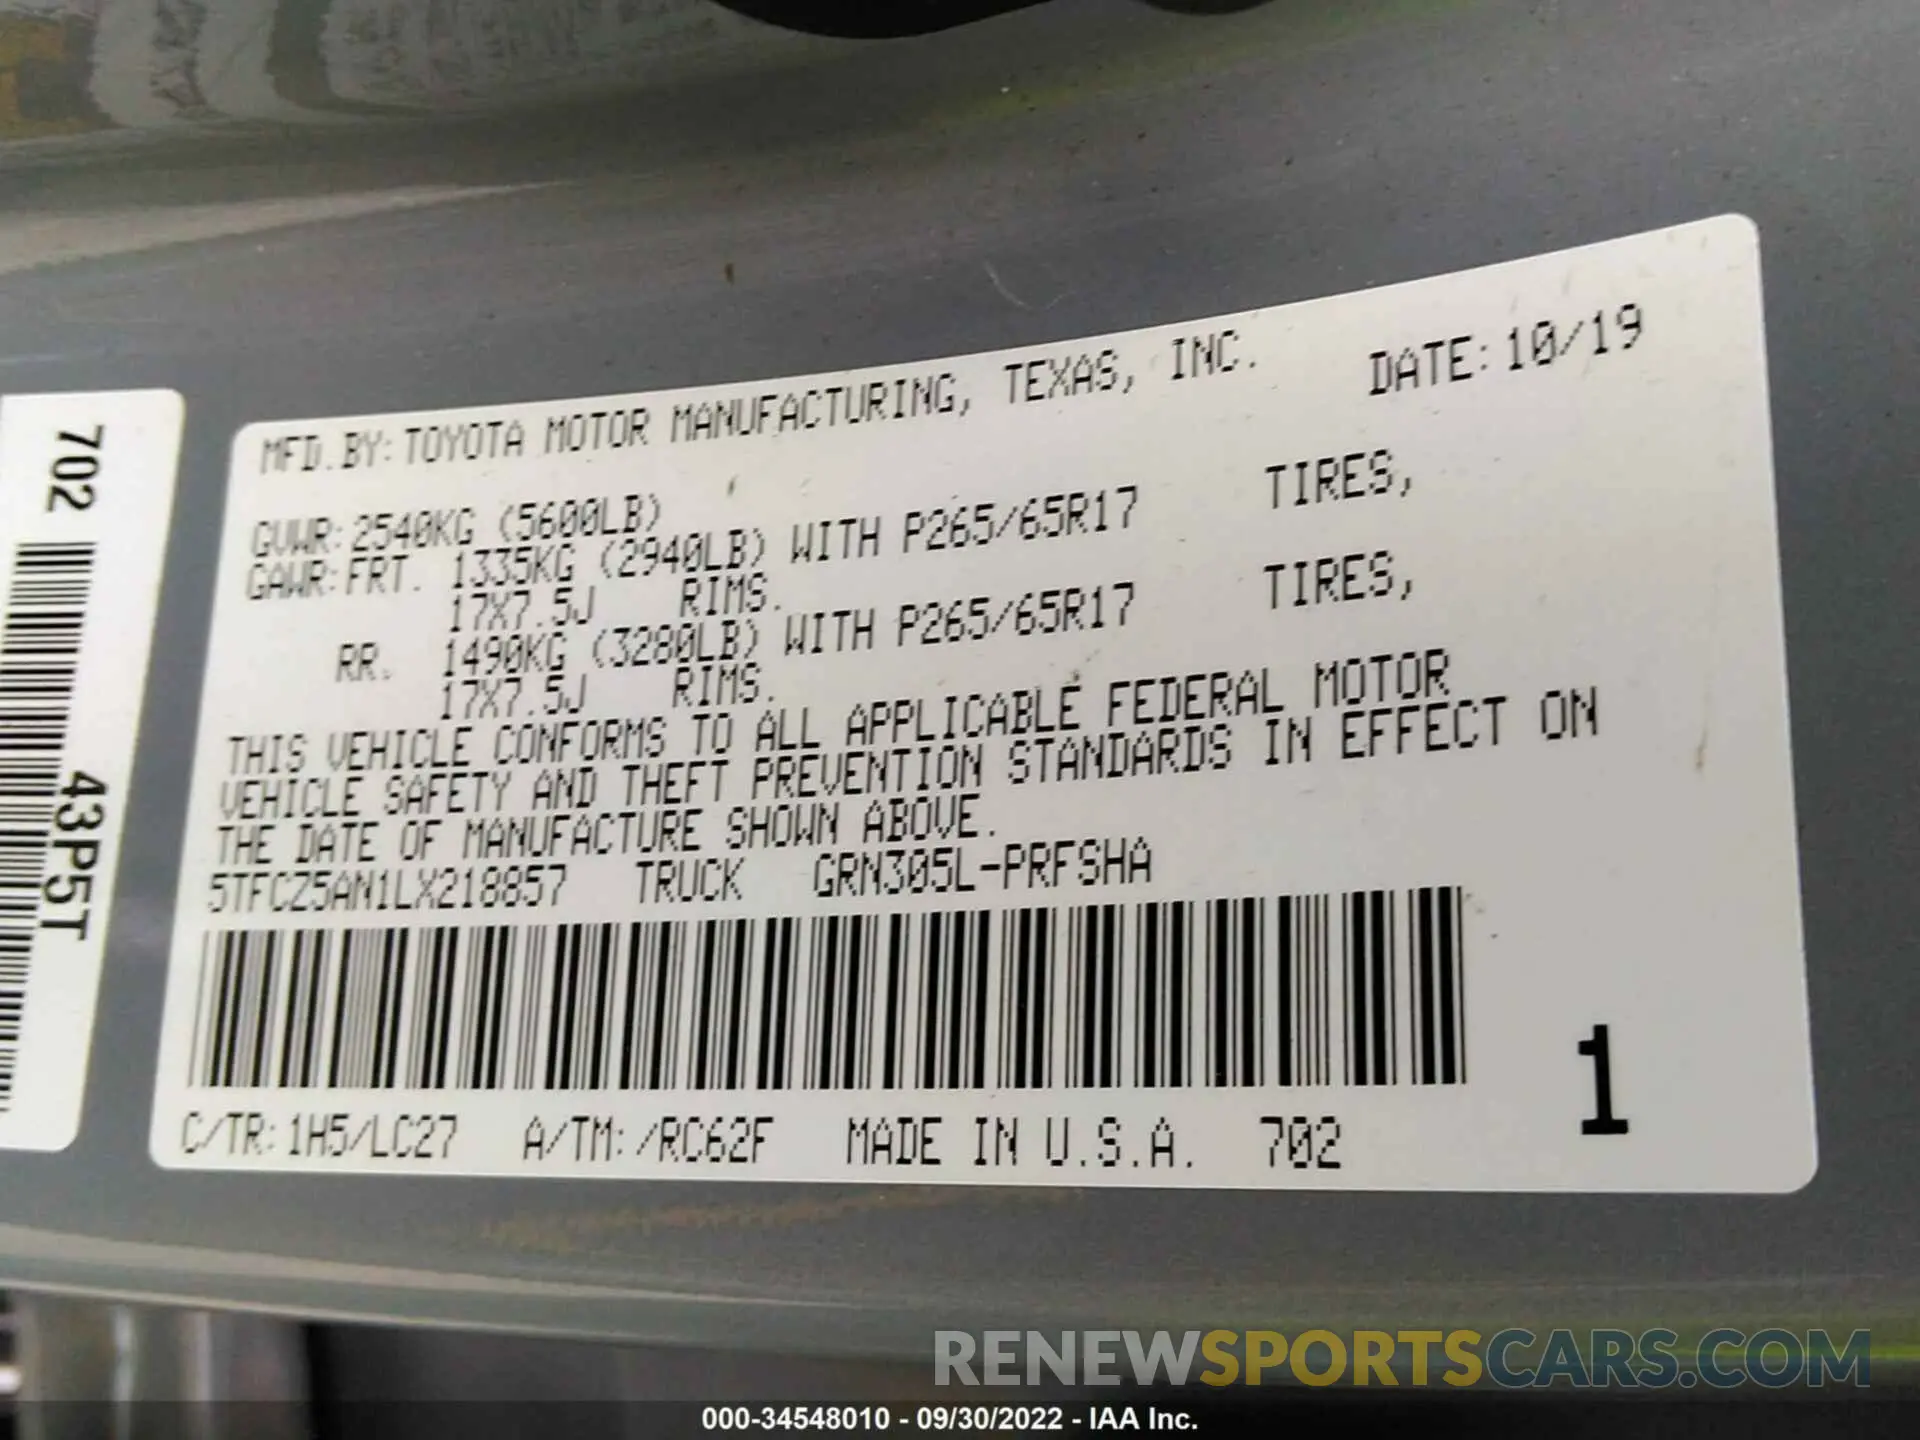 MFD.BY:TOYOTA MOTOR MANUFACTURING, TEXAS, INC. DATE:10/19
GVWR:2540KG (5600LB)
GAWR:FRT. 1335KG (2940LB) WITH P265/65R17 TIRES,
17X7.5J RIMS.
RR. 1490KG (3280LB) WITH P265/65R17 TIRES,
17X7.5J RIMS.
THIS VEHICLE CONFORMS TO ALL APPLICABLE FEDERAL MOTOR
VEHICLE SAFETY AND THEFT PREVENTION STANDARDS IN EFFECT ON
THE DATE OF MANUFACTURE SHOWN ABOVE.
5TFCZ5AN1LX218857 TRUCK GRN305L-PRFSHA
1
C/TR:1H5/LC27 A/TM:/RC62F MADE IN U.S.A. 702
702
43P5T
RENEWSPORTSCARS.COM
000-34548010 - 09/30/2022 - IAA Inc.